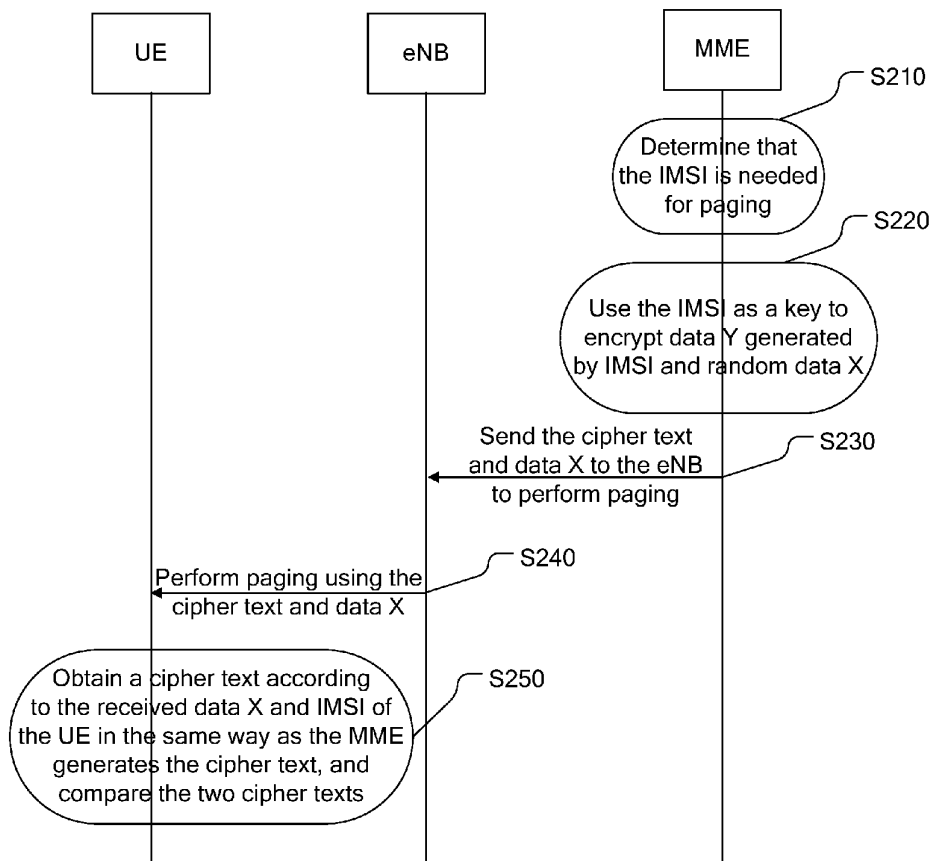 UE
eNB
MME
S210
Determine that
the IMSI is needed
for paging
S220
Use the IMSI as a key to
encrypt data Y generated
by IMSI and random data X
Send the cipher text
and data X to the eNB
to perform paging
S230
S240
Perform paging using the
cipher text and data X
Obtain a cipher text according
to the received data X and IMSI of
the UE in the same way as the MME
generates the cipher text, and
compare the two cipher texts
S250